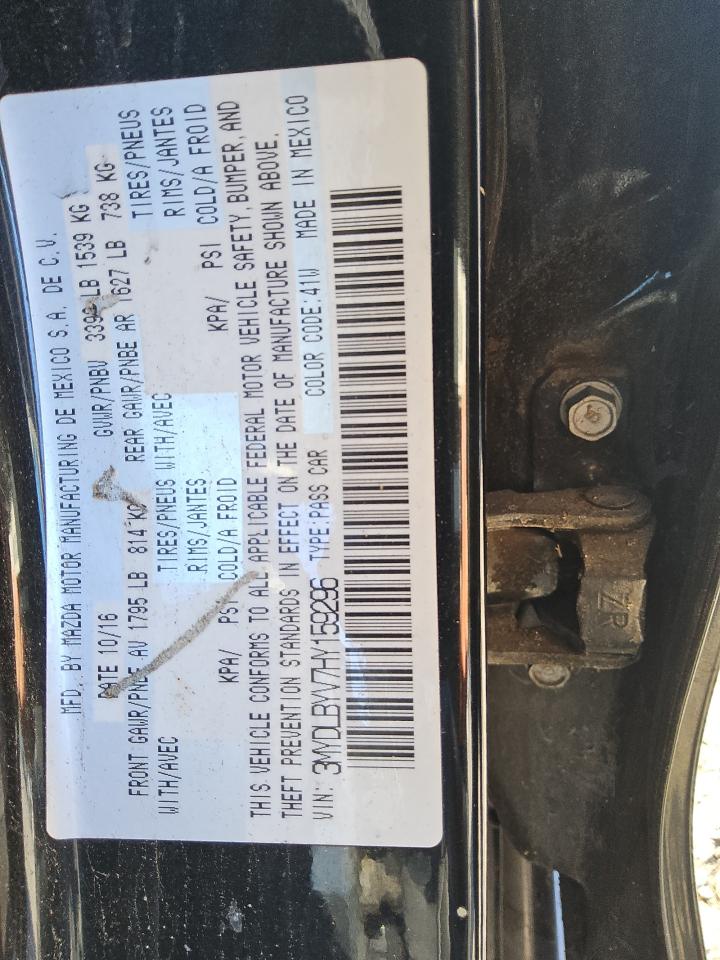 MFD. BY MAZDA MOTOR MANUFACTURING DE MEXICO S.A. DE C.V.
DATE 10/16 GVWR/PNBV LB 1539 KG
FRONT GAWR/PNBE AV 1795 LB 814 KG REAR GAWR/PNBE AR 1627 LB 738 KG
WITH/AVEC TIRES/PNEUS WITH/AVEC TIRES/PNEUS
RIMS/JANTES RIMS/JANTES
KPA/ PSI COLD/A FROID KPA/ PSI COLD/A FROID
THIS VEHICLE CONFORMS TO ALL APPLICABLE FEDERAL MOTOR VEHICLE SAFETY, BUMPER, AND
THEFT PREVENTION STANDARDS IN EFFECT ON THE DATE OF MANUFACTURE SHOWN ABOVE.
VIN: 3MYDLBYV7HY159296 TYPE:PASS CAR COLOR CODE:41W MADE IN MEXICO